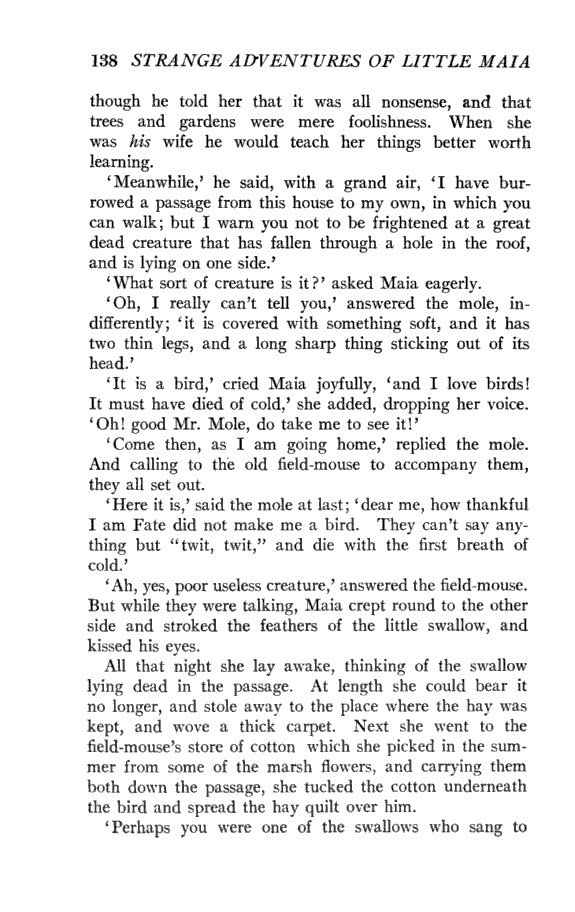 138 STRANGE ADVENTURES OF LITTLE MAIA
though he told her that it was all nonsense, and that
trees and gardens were mere foolishness. When she
was his wife he would teach her things better worth
learning.
‘Meanwhile,’ he said, with a grand air, ‘I have bur-
rowed a passage from this house to my own, in which you
can walk; but I warn you not to be frightened at a great
dead creature that has fallen through a hole in the roof,
and is lying on one side.’
‘What sort of creature is it?’ asked Maia eagerly.
‘Oh, I really can’t tell you,’ answered the mole, in-
differently; ‘it is covered with something soft, and it has
two thin legs, and a long sharp thing sticking out of its
head.’
‘It is a bird,’ cried Maia joyfully, ‘and I love birds!
It must have died of cold,’ she added, dropping her voice.
‘Oh! good Mr. Mole, do take me to see it!’
‘Come then, as I am going home,’ replied the mole.
And calling to the old field-mouse to accompany them,
they all set out.
‘Here it is,’ said the mole at last; ‘dear me, how thankful
I am Fate did not make me a bird. They can’t say any-
thing but “twit, twit,” and die with the first breath of
cold.’
‘Ah, yes, poor useless creature,’ answered the field-mouse.
But while they were talking, Maia crept round to the other
side and stroked the feathers of the little swallow, and
kissed his eyes.
All that night she lay awake, thinking of the swallow
lying dead in the passage. At length she could bear it
no longer, and stole away to the place where the hay was
kept, and wove a thick carpet. Next she went to the
field-mouse’s store of cotton which she picked in the sum-
mer from some of the marsh flowers, and carrying them
both down the passage, she tucked the cotton underneath
the bird and spread the hay quilt over him.
‘Perhaps you were one of the swallows who sang to